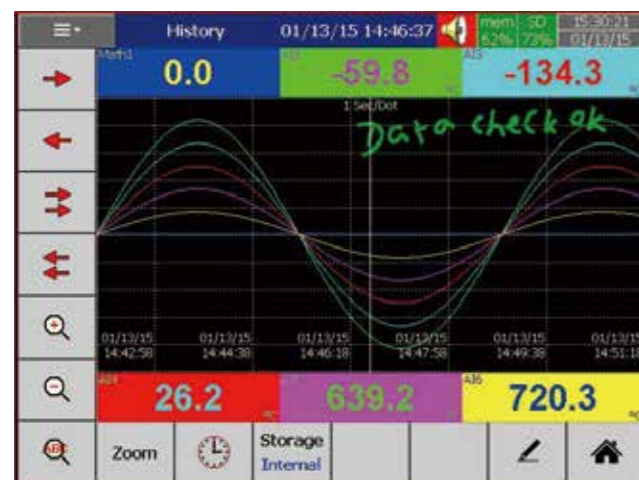 History 01/13/15 14:46:37 mem 62% SD 73% 15:30:21 01/13/15
Math1 0.0 -59.8 AI3 -134.3
1 Sec/Dot
Data check ok
01/13/15 01/13/15 01/13/15 01/13/15 01/13/15 01/13/15
14:42:58 14:44:38 14:46:18 14:47:58 14:49:38 14:51:18
26.2 639.2 AI6 720.3
Zoom Storage
Internal